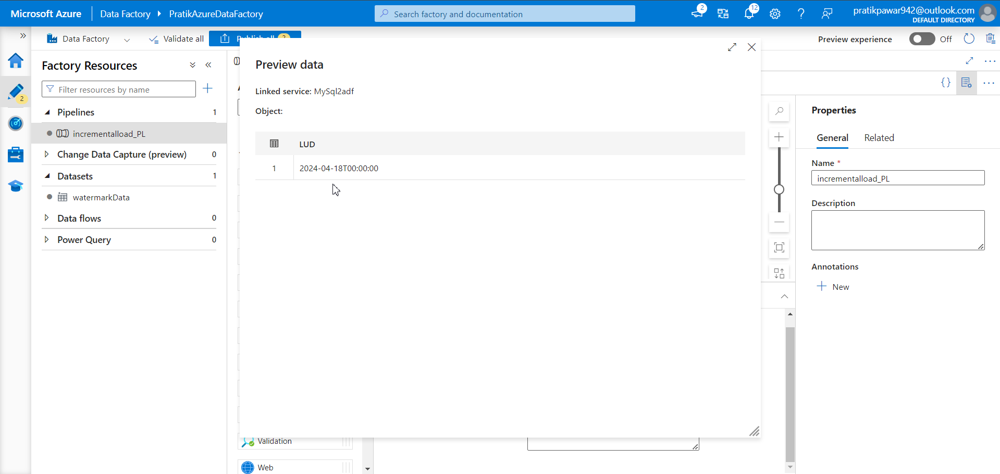 Microsoft Azure
Data Factory
PratikAzureDataFactory
Search factory and documentation
2
12
pratikpawar942@outlook.com
DEFAULT DIRECTORY
Data Factory
Validate all
Publish all
2
Preview experience
Off
Factory Resources
Filter resources by name
2
Pipelines
1
incrementalload_PL
Change Data Capture (preview)
0
Datasets
1
watermarkData
Data flows
0
Power Query
0
Preview data
Linked service: MySql2adf
Object:
LUD
1
2024-04-18T00:00:00
Validation
Web
Properties
General
Related
Name *
incrementalload_PL
Description
Annotations
New